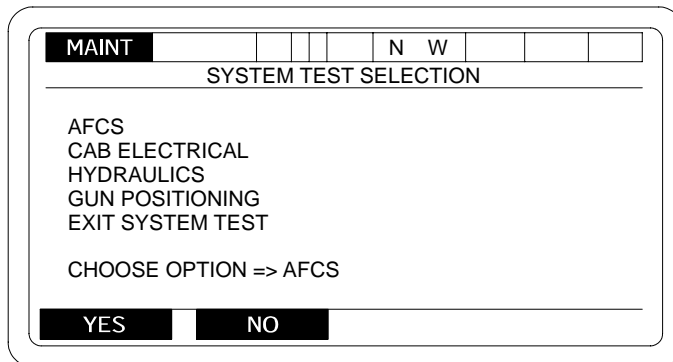 MAINT N W
SYSTEM TEST SELECTION
AFCS
CAB ELECTRICAL
HYDRAULICS
GUN POSITIONING
EXIT SYSTEM TEST
CHOOSE OPTION => AFCS
YES NO